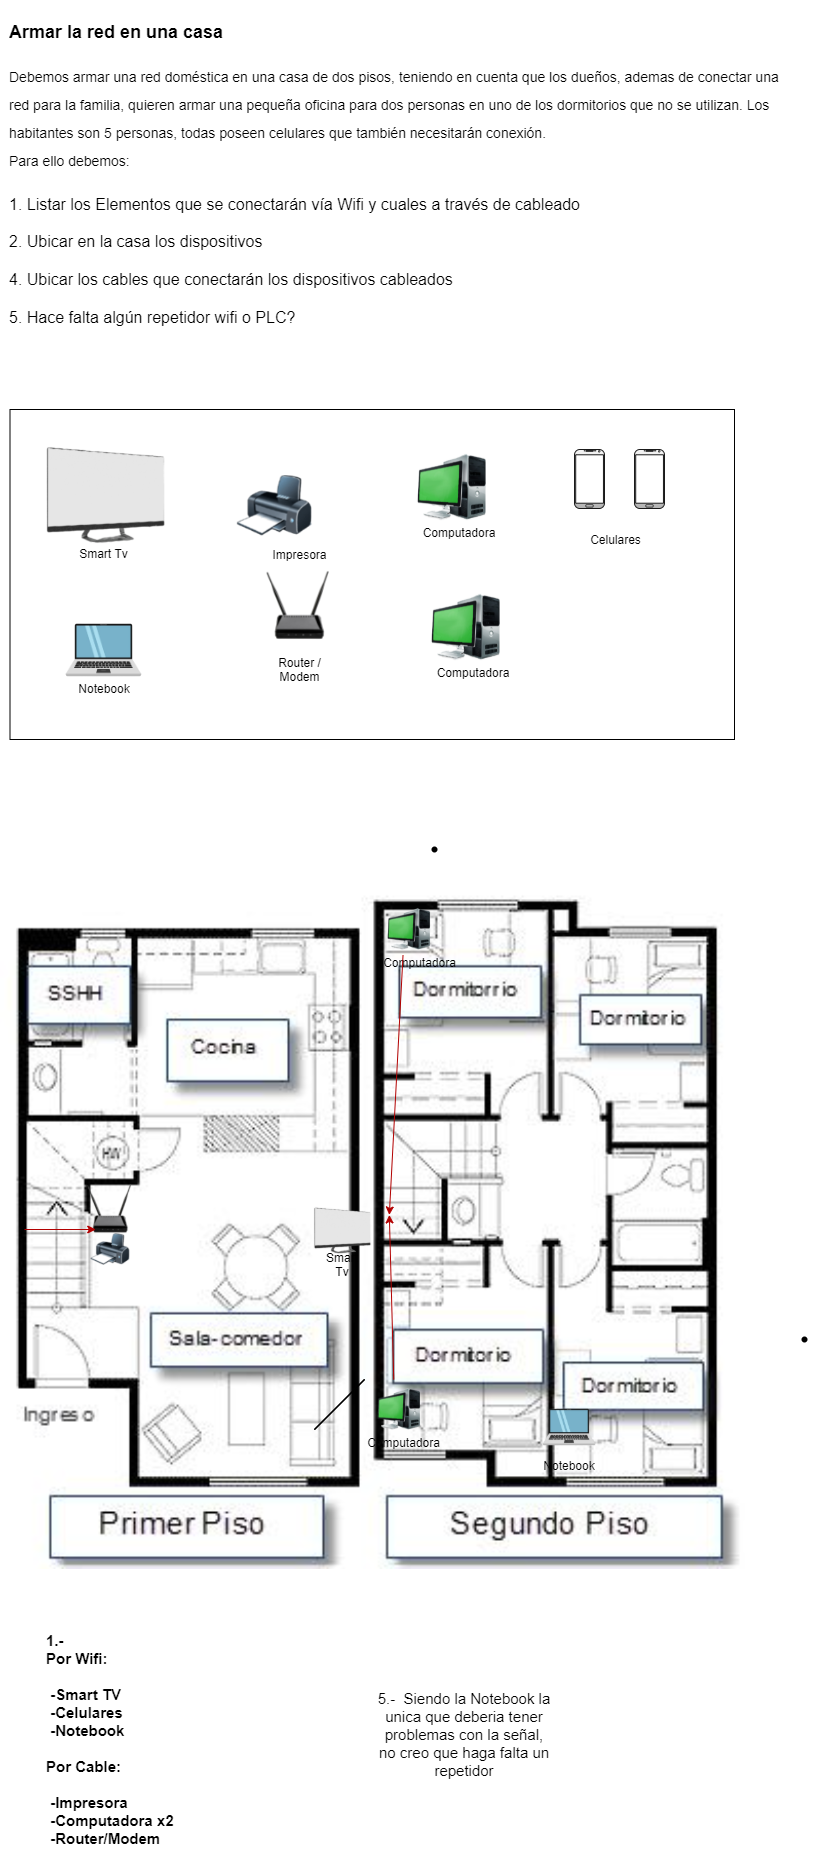 Armar la red en una casa
Debemos armar una red doméstica en una casa de dos pisos, teniendo en cuenta que los dueños, ademas de conectar una
red para la familia, quieren armar una pequeña oficina para dos personas en uno de los dormitorios que no se utilizan. Los
habitantes son 5 personas, todas poseen celulares que también necesitarán conexión.
Para ello debemos:
1. Listar los Elementos que se conectarán vía Wifi y cuales a través de cableado
2. Ubicar en la casa los dispositivos
4. Ubicar los cables que conectarán los dispositivos cableados
5. Hace falta algún repetidor wifi o PLC?
Smart Tv
Impresora
Computadora
Celulares
Notebook
Router /
Modem
Computadora
Computadora
SSHH
Dormitorrio
Dormitorio
Cocina
HW
Smart
Tv
Sala-comedor
Dormitorio
Dormitorio
Ingreso
Computadora
Notebook
Primer Piso
Segundo Piso
1.-
Por Wifi:
-Smart TV
-Celulares
-Notebook
Por Cable:
-Impresora
-Computadora x2
-Router/Modem
5.- Siendo la Notebook la
unica que deberia tener
problemas con la señal,
no creo que haga falta un
repetidor